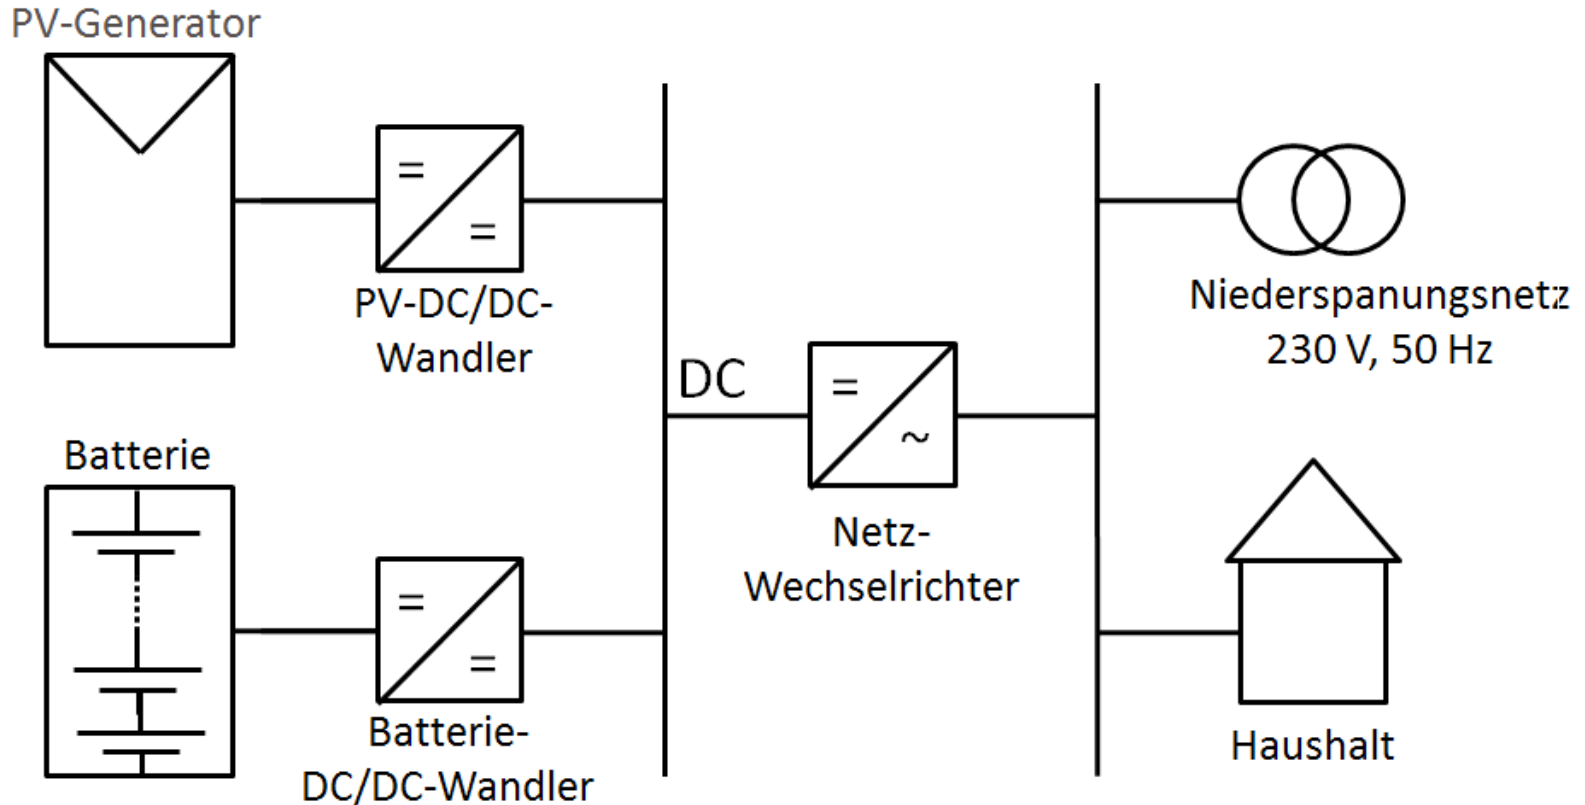 PV-Generator
=
=
PV-DC/DC-
Wandler
Niederspanungsnetz
230 V, 50 Hz
DC
=
~
Netz-
Wechselrichter
Batterie
=
=
Batterie-
DC/DC-Wandler
Haushalt